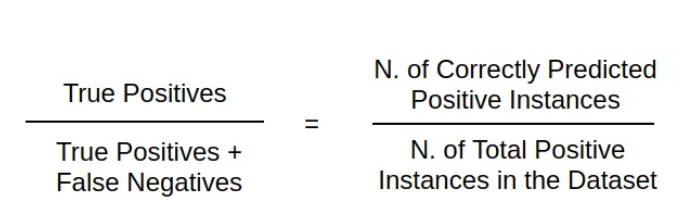 True Positives
True Positives +
False Negatives
=
N. of Correctly Predicted
Positive Instances
N. of Total Positive
Instances in the Dataset